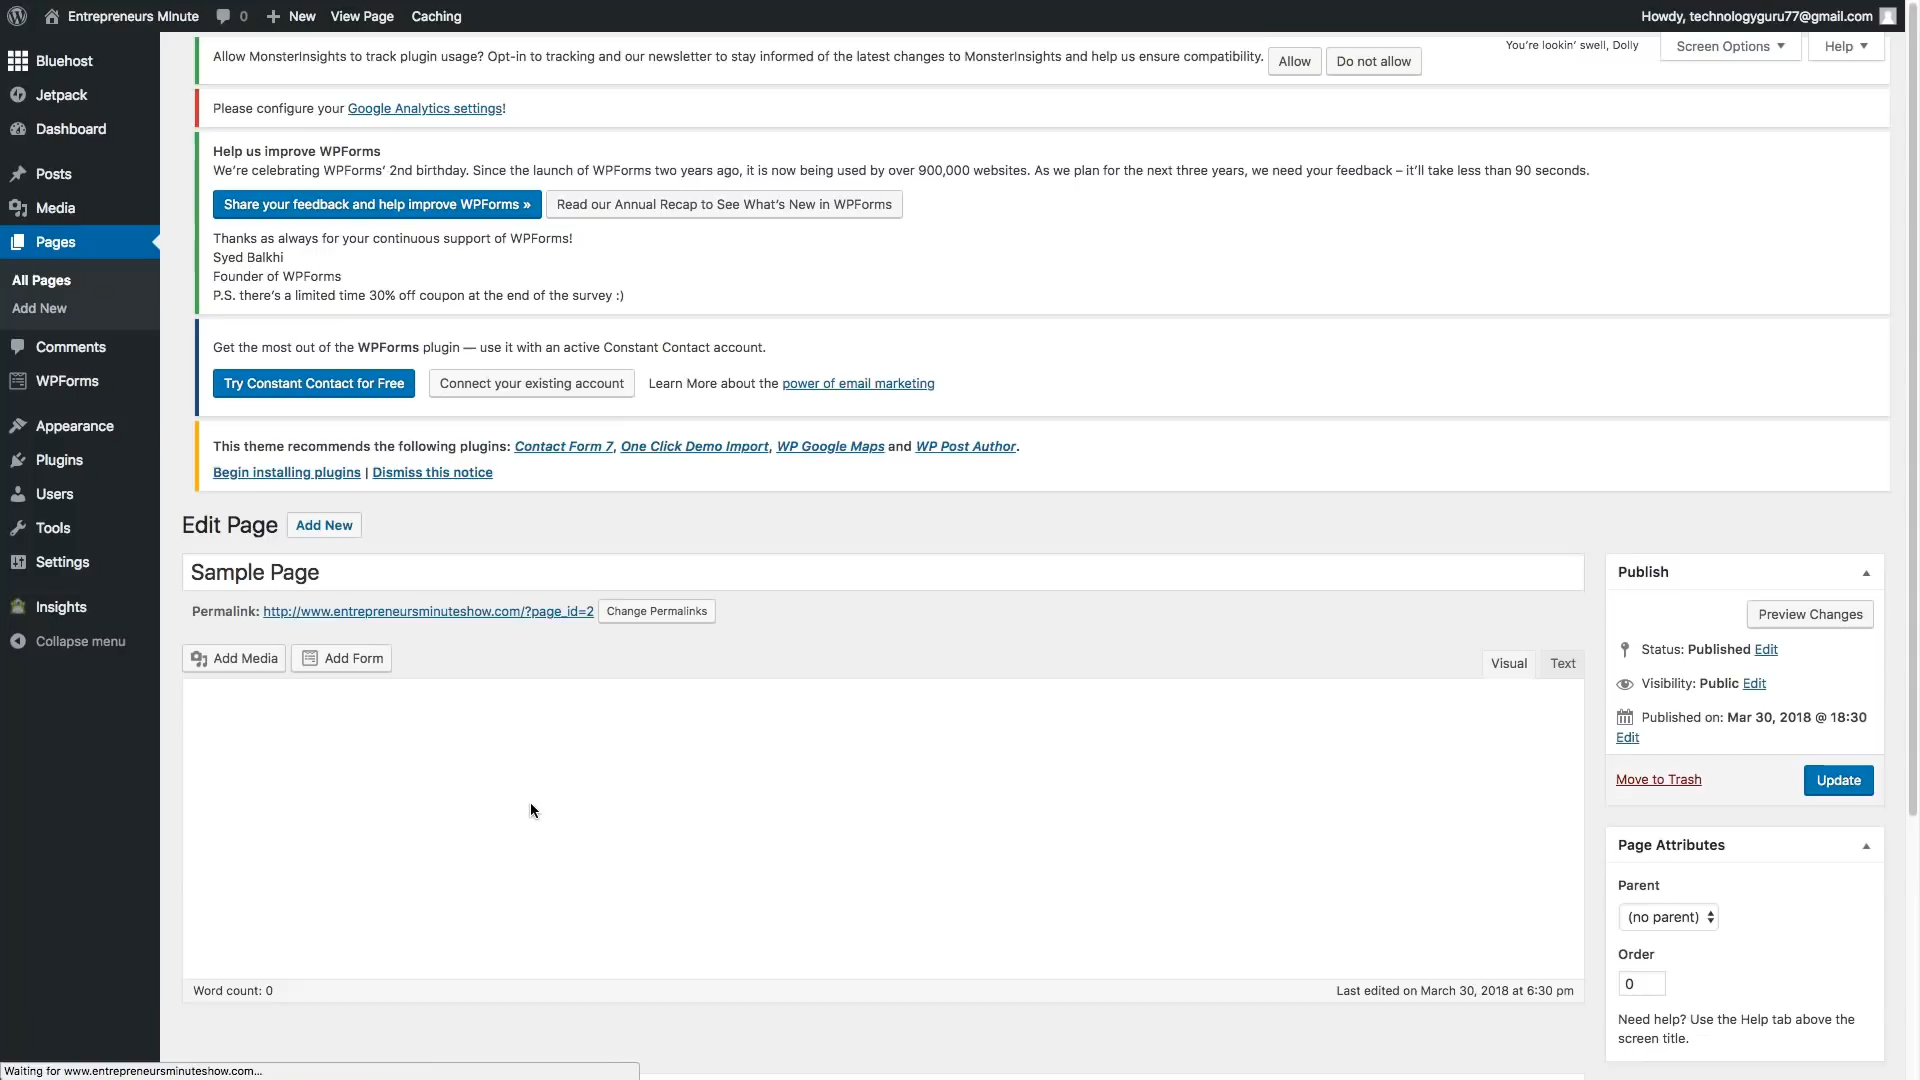 Entrepreneurs Minute 0 New View Page Caching Howdy, technologyguru77@gmail.com
Bluehost
Jetpack
Dashboard
Posts
Media
Pages
All Pages
Add New
Comments
WPForms
Appearance
Plugins
Users
Tools
Settings
Insights
Collapse menu
You're lookin' swell, Dolly Screen Options Help
Allow MonsterInsights to track plugin usage? Opt-in to tracking and our newsletter to stay informed of the latest changes to MonsterInsights and help us ensure compatibility. Allow Do not allow
Please configure your Google Analytics settings!
Help us improve WPForms
We're celebrating WPForms' 2nd birthday. Since the launch of WPForms two years ago, it is now being used by over 900,000 websites. As we plan for the next three years, we need your feedback – it'll take less than 90 seconds.
Share your feedback and help improve WPForms » Read our Annual Recap to See What's New in WPForms
Thanks as always for your continuous support of WPForms!
Syed Balkhi
Founder of WPForms
P.S. there's a limited time 30% off coupon at the end of the survey :)
Get the most out of the WPForms plugin — use it with an active Constant Contact account.
Try Constant Contact for Free Connect your existing account Learn More about the power of email marketing
This theme recommends the following plugins: Contact Form 7, One Click Demo Import, WP Google Maps and WP Post Author.
Begin installing plugins | Dismiss this notice
Edit Page Add New
Sample Page
Permalink: http://www.entrepreneursminuteshow.com/?page_id=2 Change Permalinks
Add Media Add Form Visual Text
Word count: 0 Last edited on March 30, 2018 at 6:30 pm
Publish
Preview Changes
Status: Published Edit
Visibility: Public Edit
Published on: Mar 30, 2018 @ 18:30
Edit
Move to Trash Update
Page Attributes
Parent
(no parent)
Order
0
Need help? Use the Help tab above the
screen title.
Waiting for www.entrepreneursminuteshow.com...